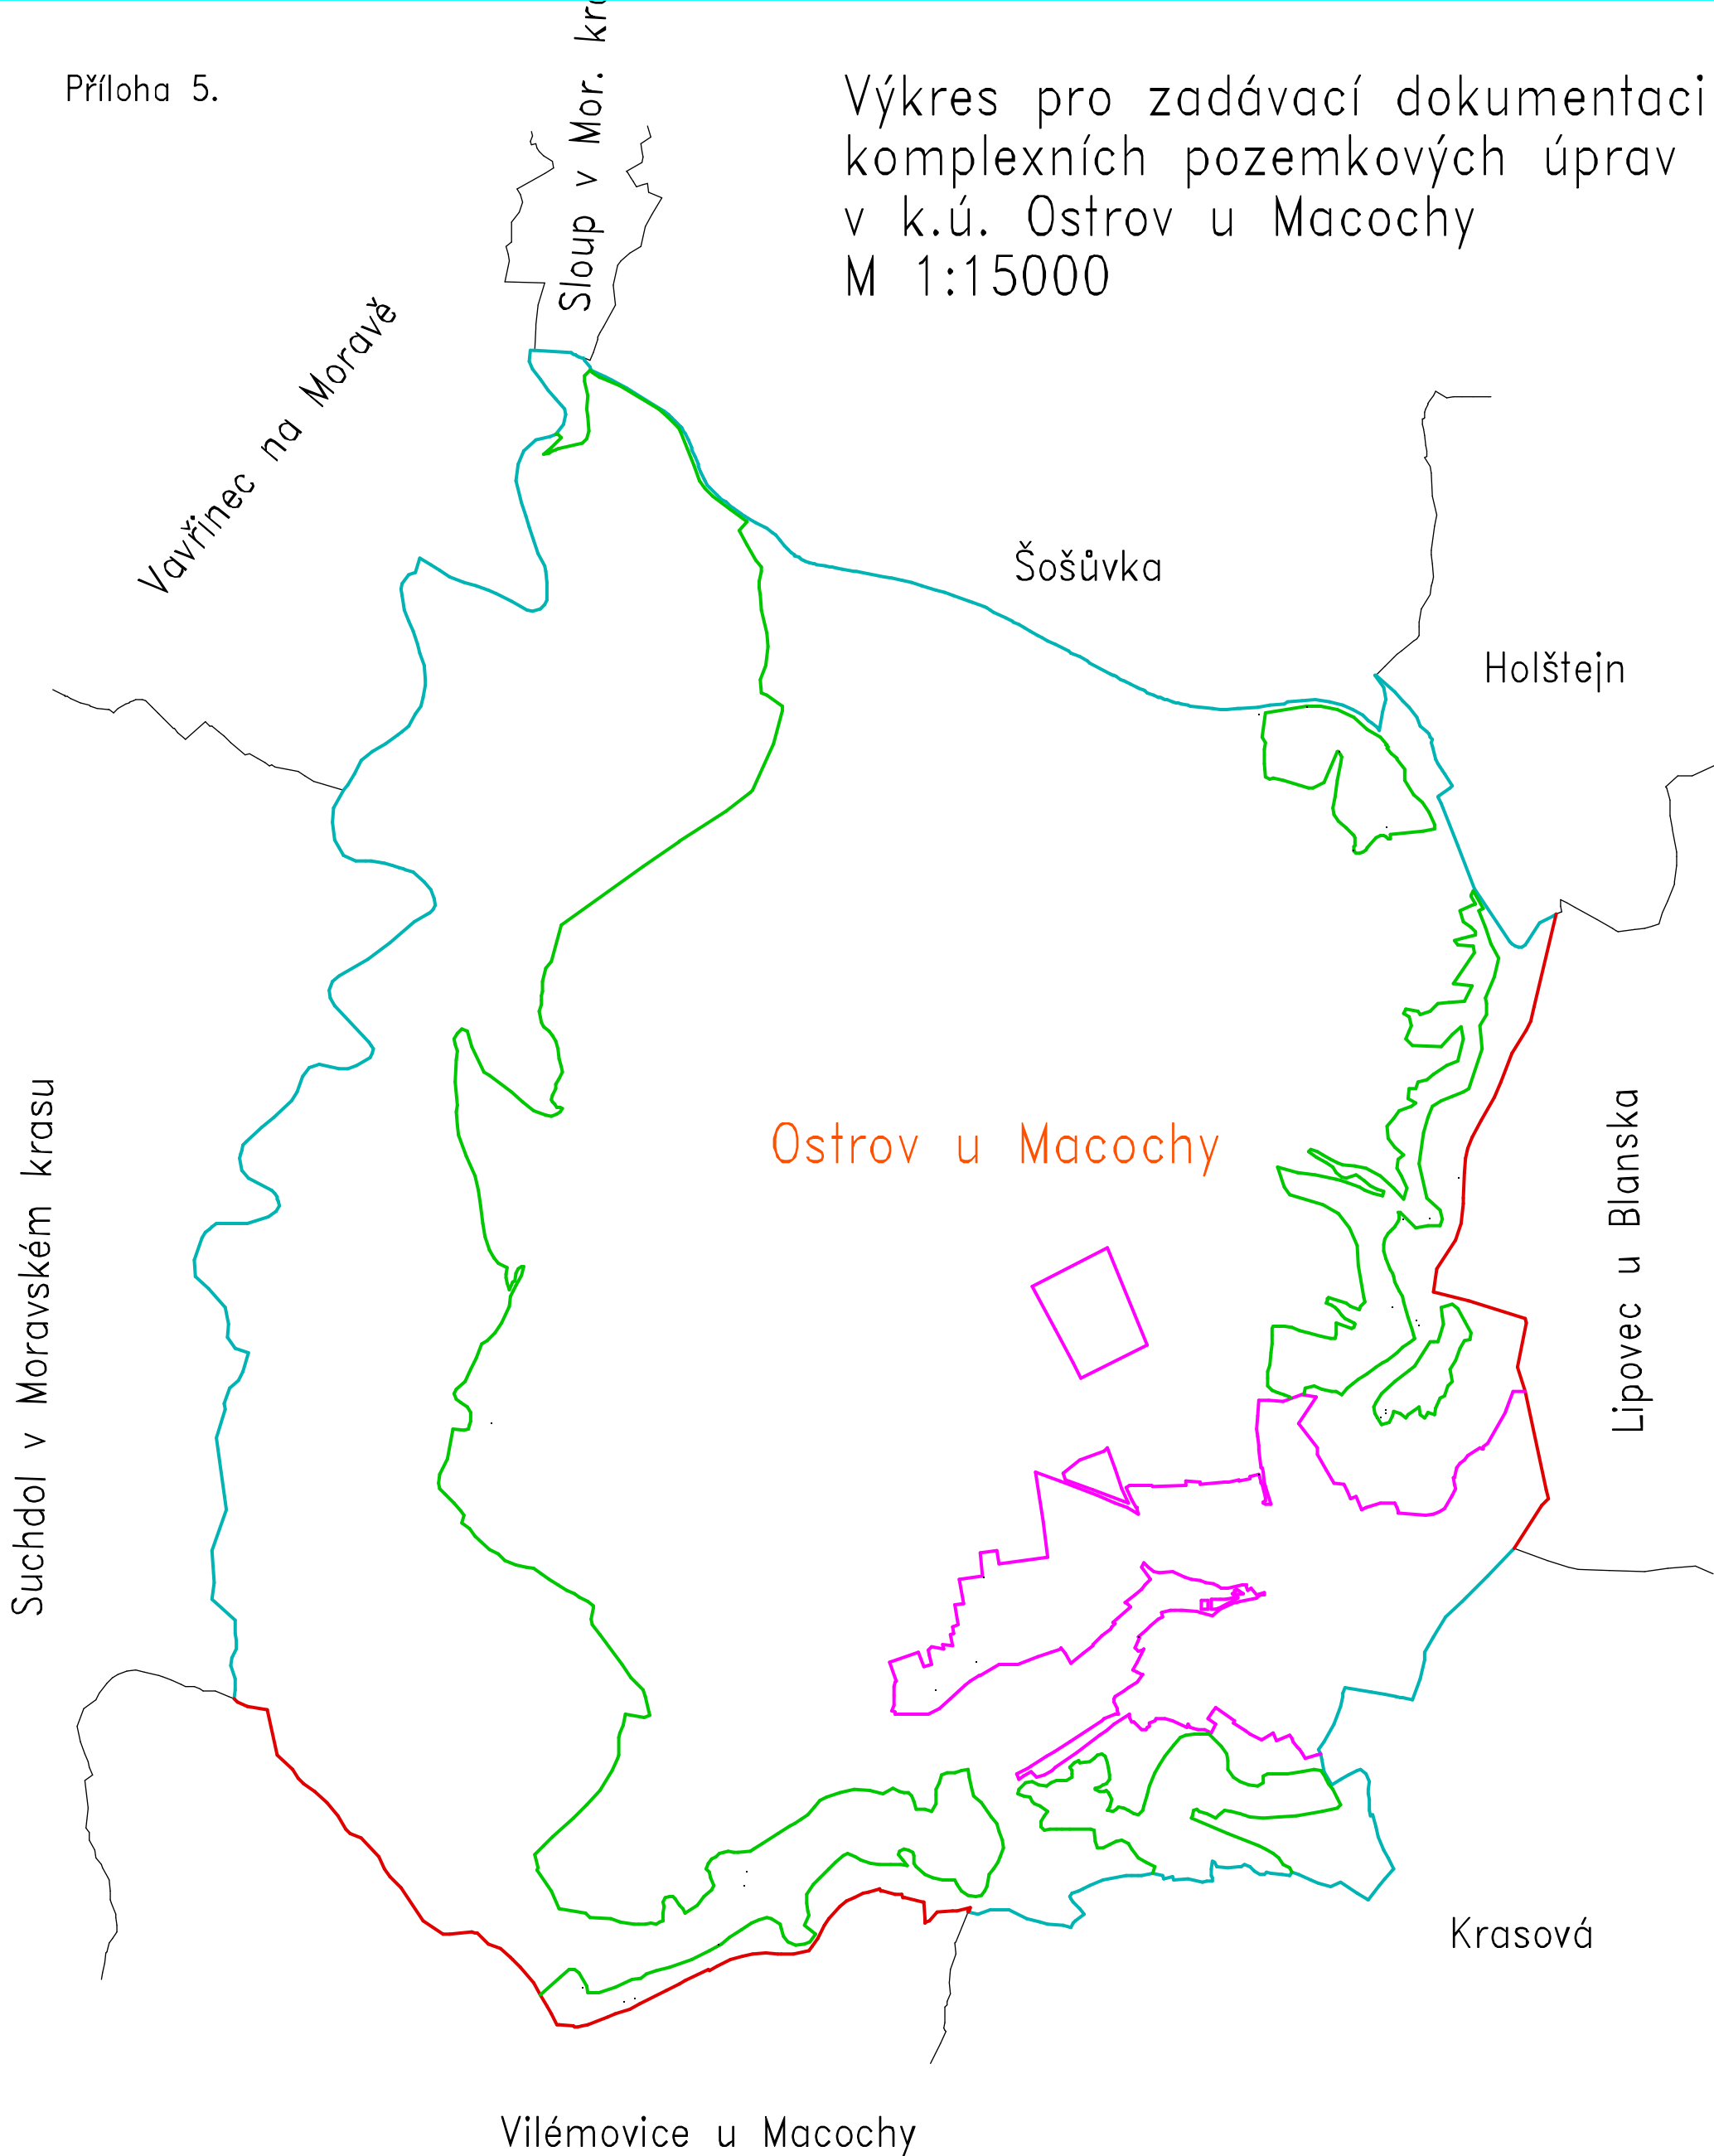 Příloha 5.
Výkres pro zadávací dokumentaci
komplexních pozemkových úprav
v k.ú. Ostrov u Macochy
M 1:15000
Sloup v Mor.
Vavřinec na Moravě
Šošůvka
Holštejn
Ostrov u Macochy
Suchdol v Moravském krasu
Lipovec u Blanska
Krasová
Vilémovice u Macochy